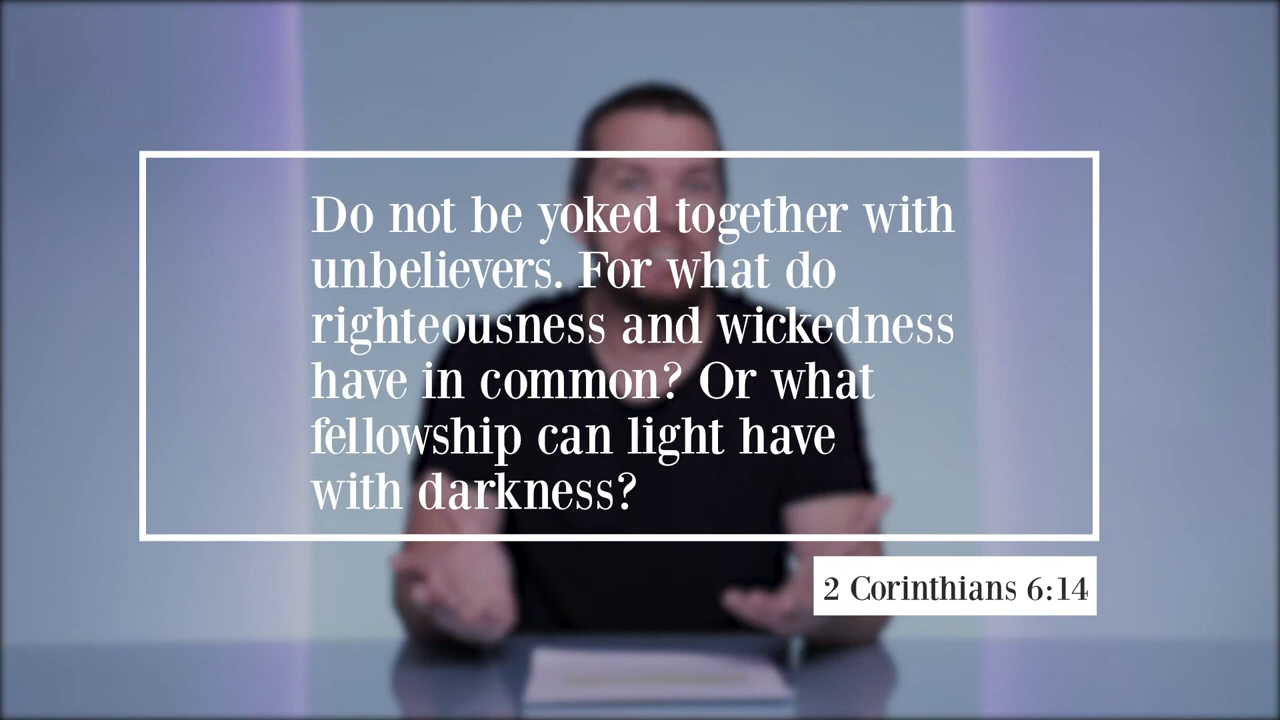 Do not be yoked together with
unbelievers. For what do
righteousness and wickedness
have in common? Or what
fellowship can light have
with darkness?
2 Corinthians 6:14